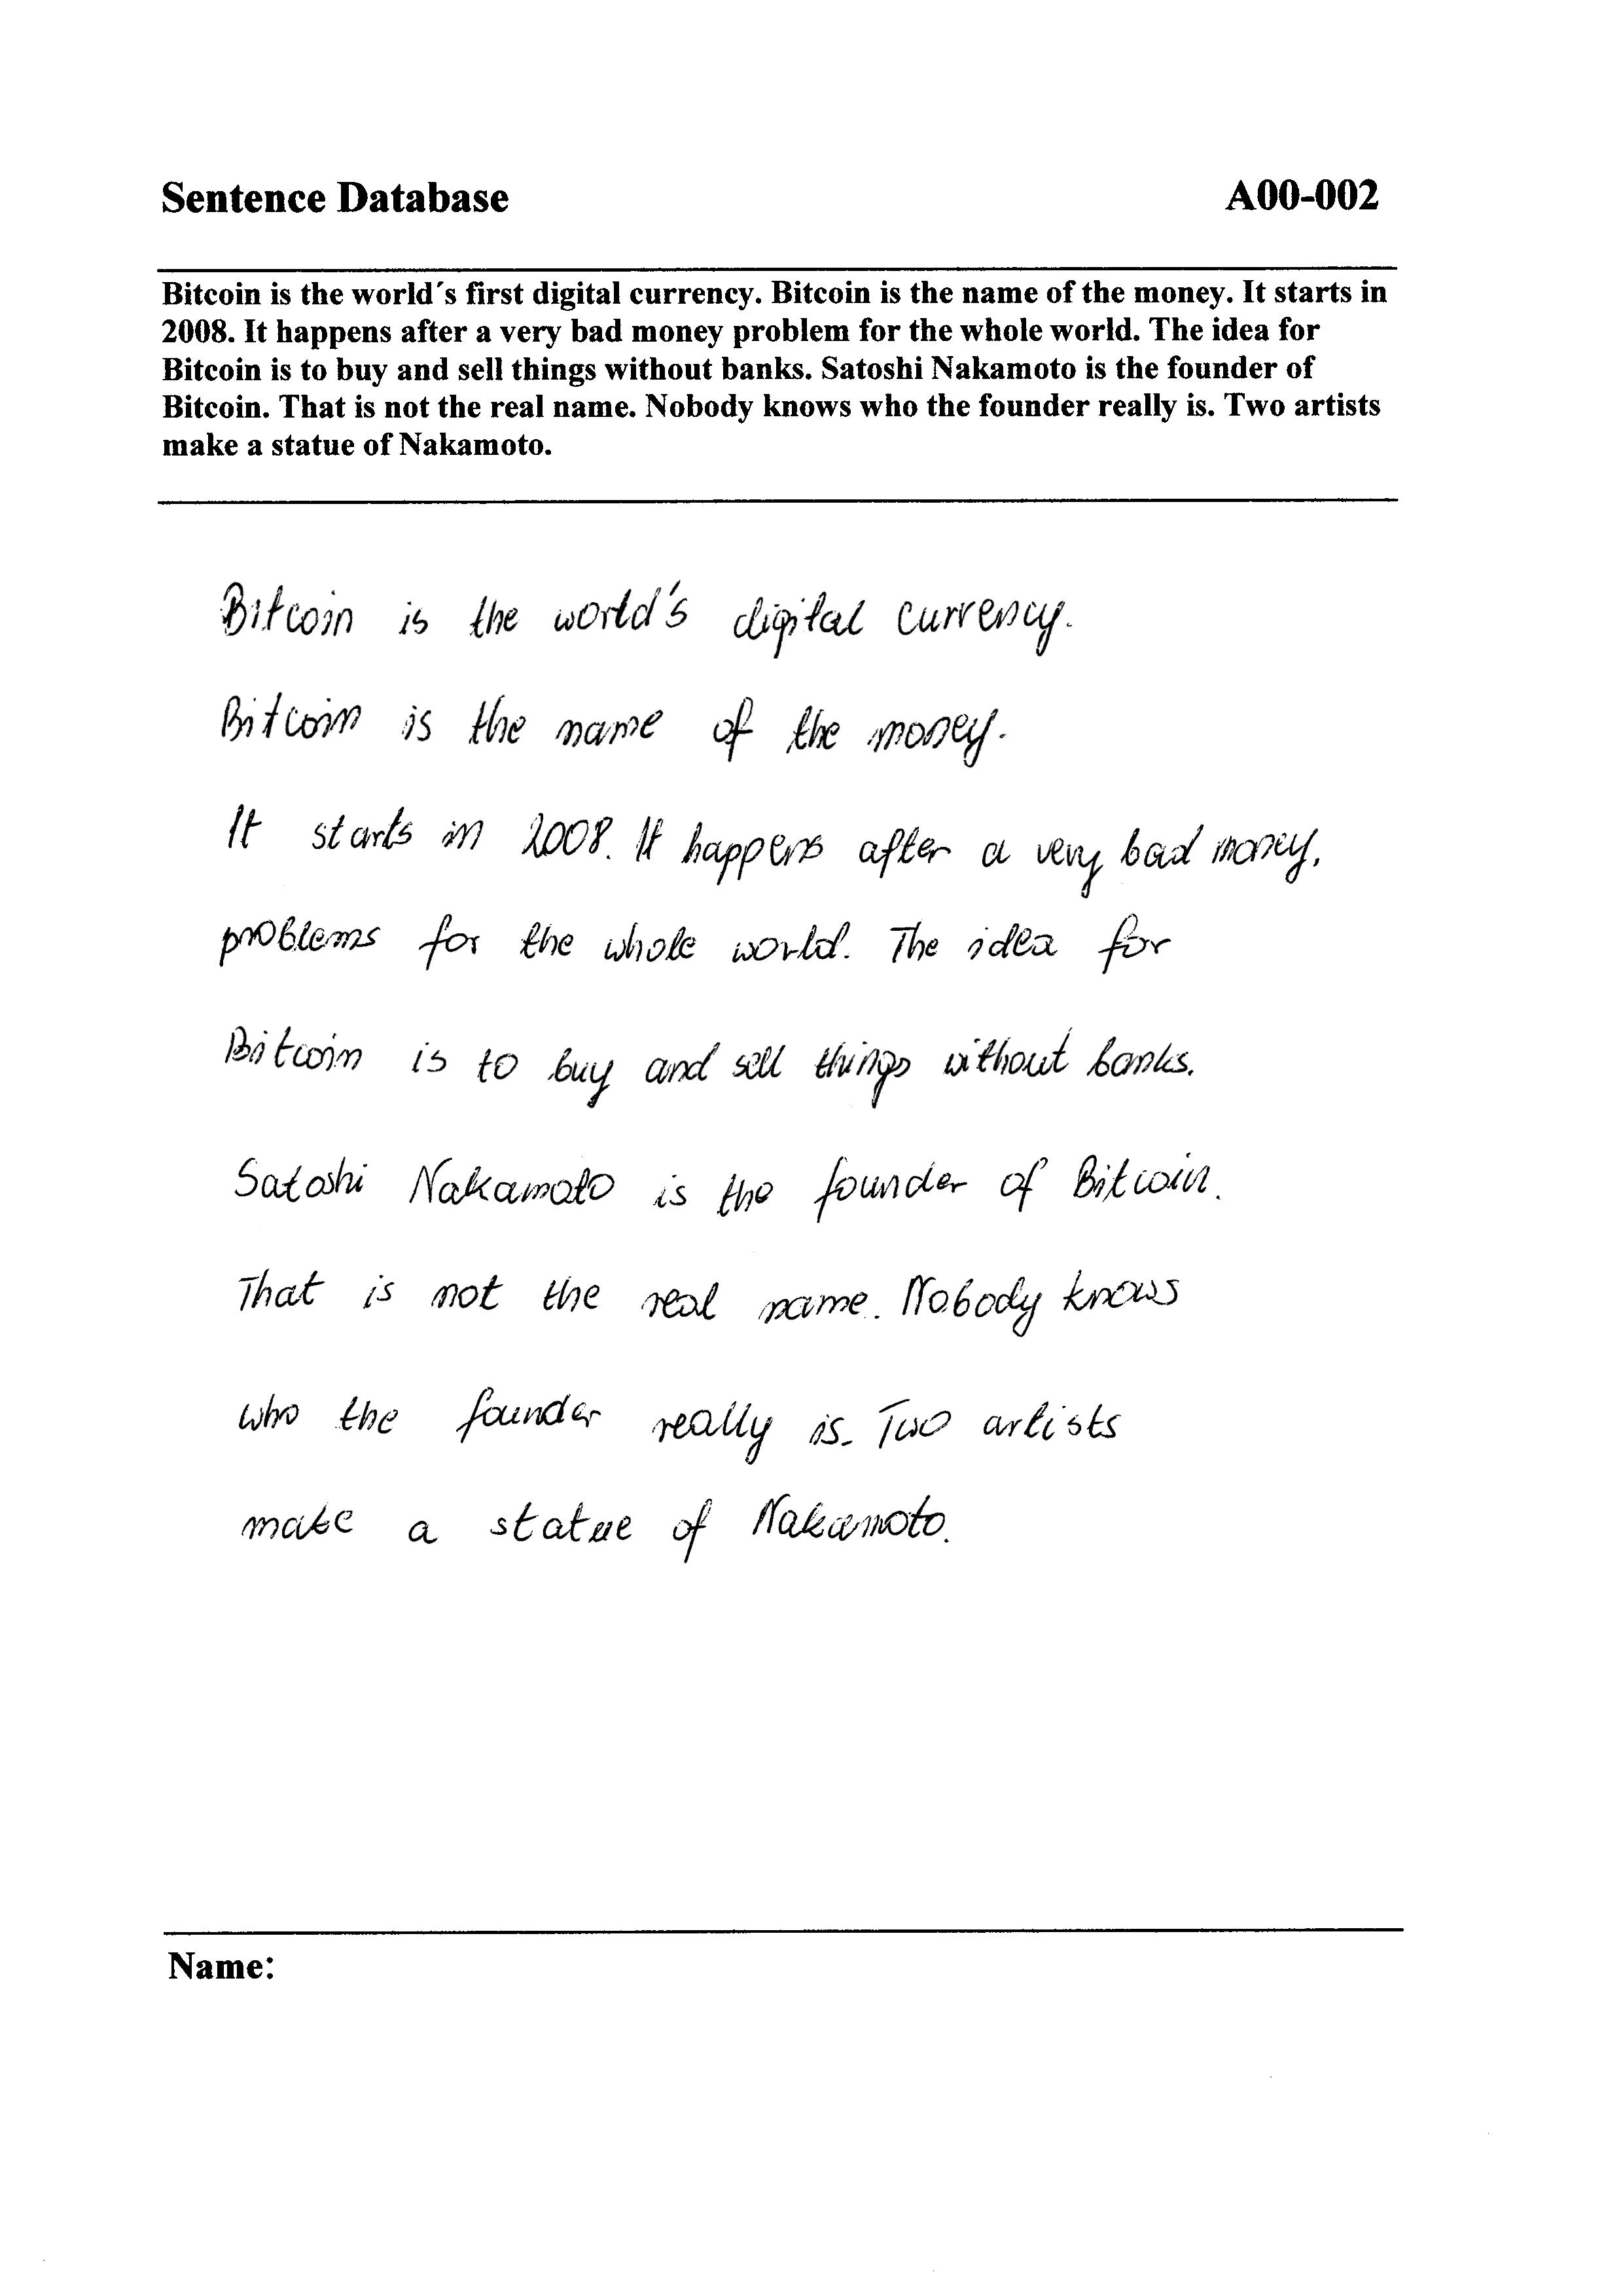 Sentence Database A00-002
Bitcoin is the world´s first digital currency. Bitcoin is the name of the money. It starts in
2008. It happens after a very bad money problem for the whole world. The idea for
Bitcoin is to buy and sell things without banks. Satoshi Nakamoto is the founder of
Bitcoin. That is not the real name. Nobody knows who the founder really is. Two artists
make a statue of Nakamoto.
Bitcoin is the world's digital currency.
Bitcoin is the name of the money.
It starts in 2008. It happens after a very bad money,
problems for the whole world. The idea for
Bitcoin is to buy and sell things without banks.
Satoshi Nakamoto is the founder of Bitcoin.
That is not the real name. Nobody knows
who the founder really is. Two artists
make a statue of Nakamoto.
Name: